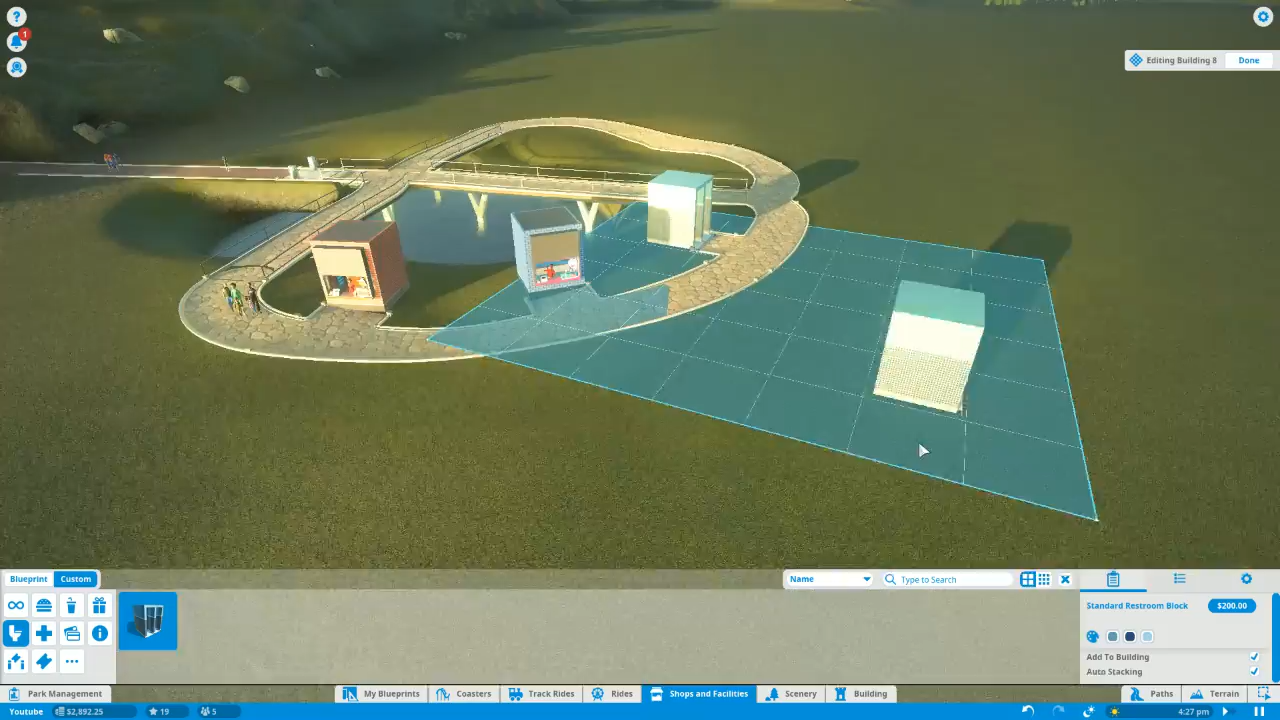 ?
1
Editing Building 8
Done
Blueprint
Custom
Name
Type to Search
Standard Restroom Block
$200.00
Add To Building
Auto Stacking
Park Management
My Blueprints
Coasters
Track Rides
Rides
Shops and Facilities
Scenery
Building
Paths
Terrain
Youtube
$2,892.25
19
5
4:27 pm